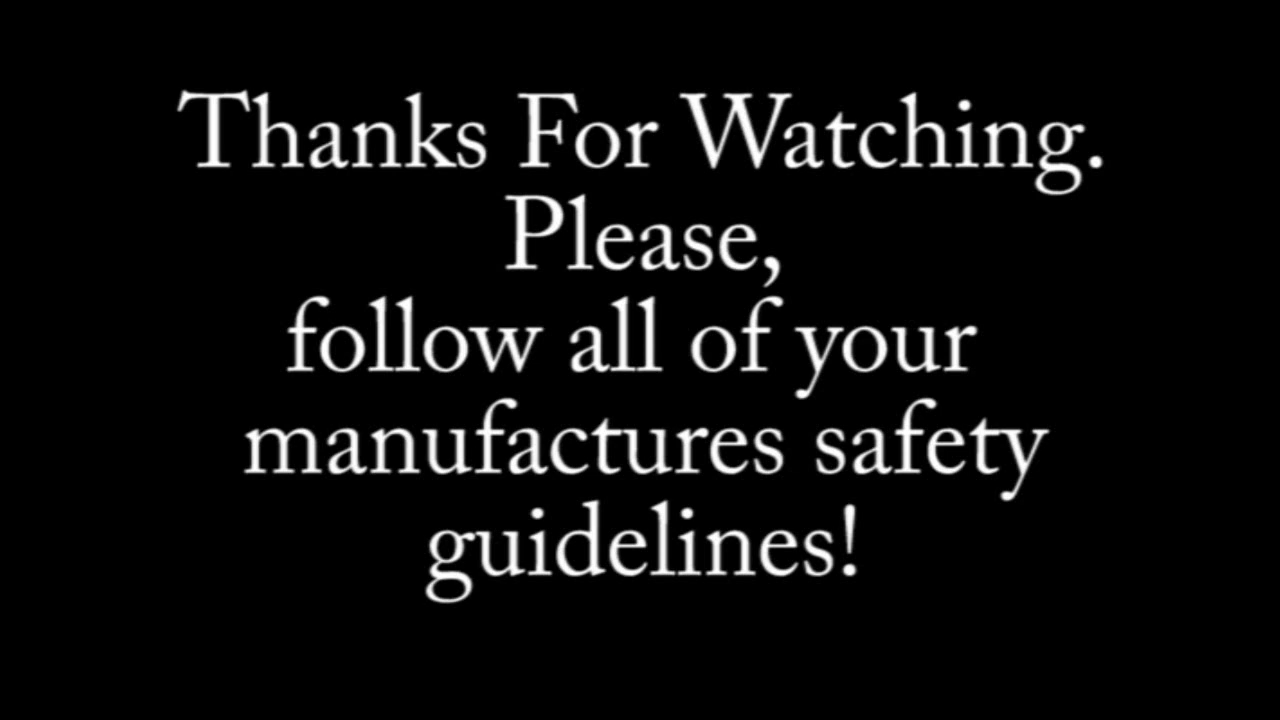 Thanks For Watching.
Please,
follow all of your
manufactures safety
guidelines!